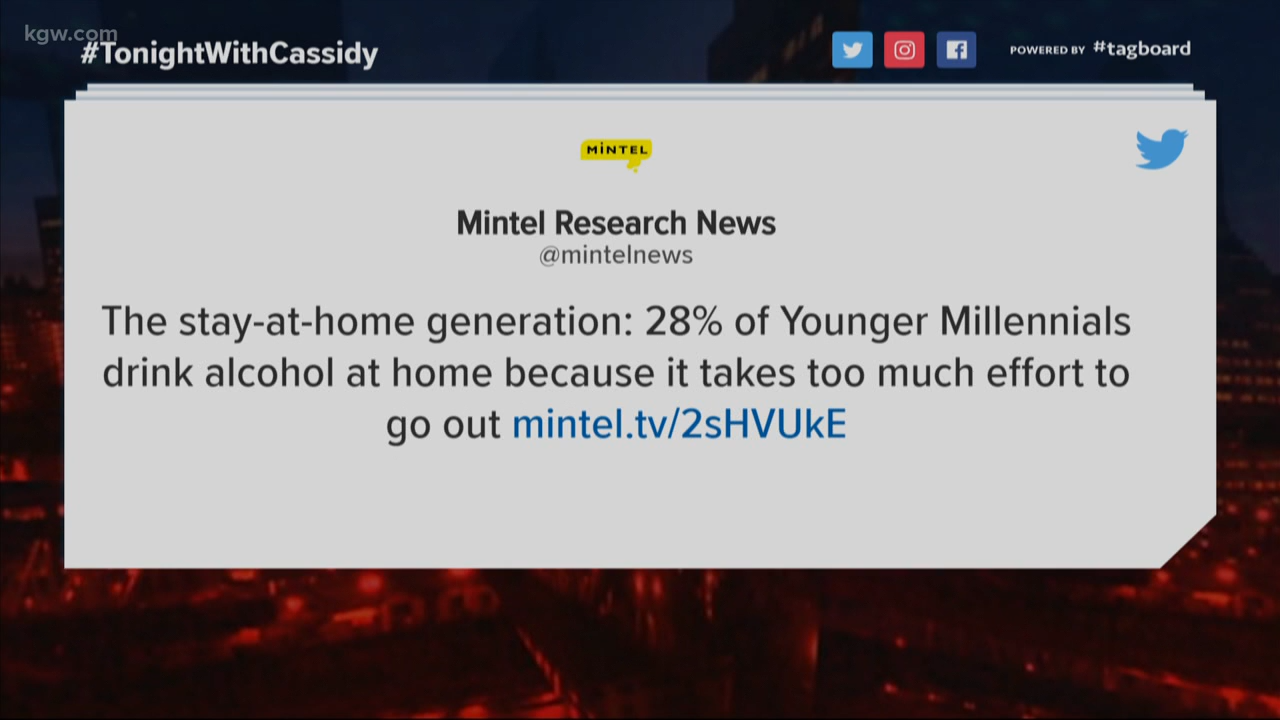 kgw.com
#TonightWithCassidy
POWERED BY #tagboard
MiNTEL
Mintel Research News
@mintelnews
The stay-at-home generation: 28% of Younger Millennials
drink alcohol at home because it takes too much effort to
go out mintel.tv/2sHVUkE